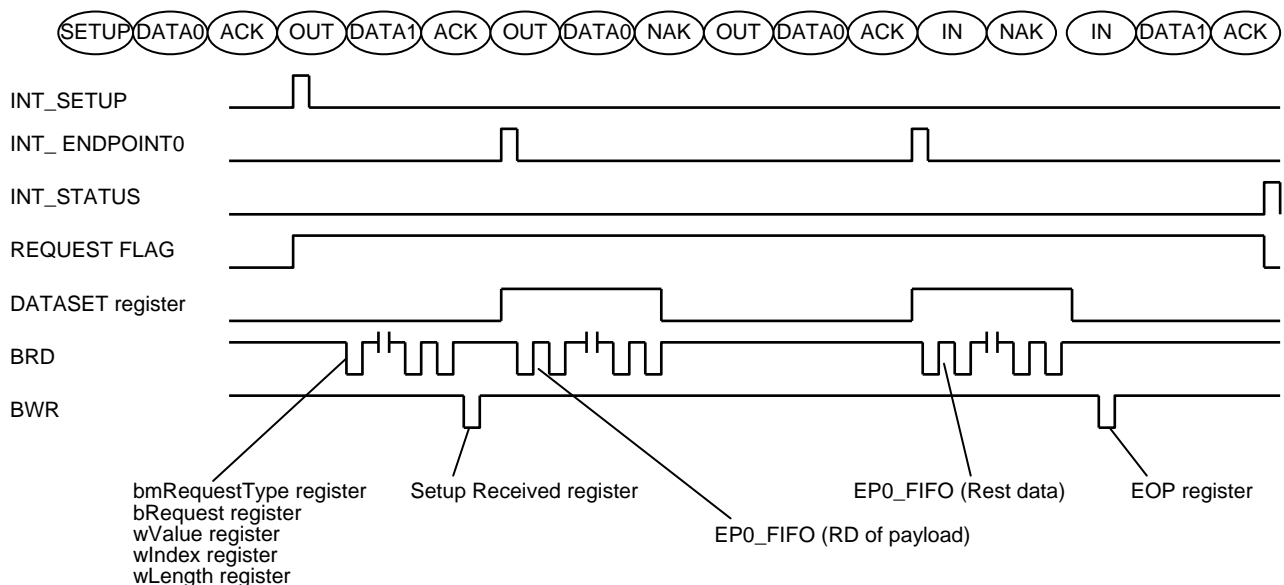 SETUP DATA0 ACK OUT DATA1 ACK OUT DATA0 NAK OUT DATA0 ACK IN NAK IN DATA1 ACK
INT_SETUP
INT_ ENDPOINT0
INT_STATUS
REQUEST FLAG
DATASET register
BRD
BWR
bmRequestType register
bRequest register
wValue register
wIndex register
wLength register
Setup Received register
EP0_FIFO (RD of payload)
EP0_FIFO (Rest data)
EOP register